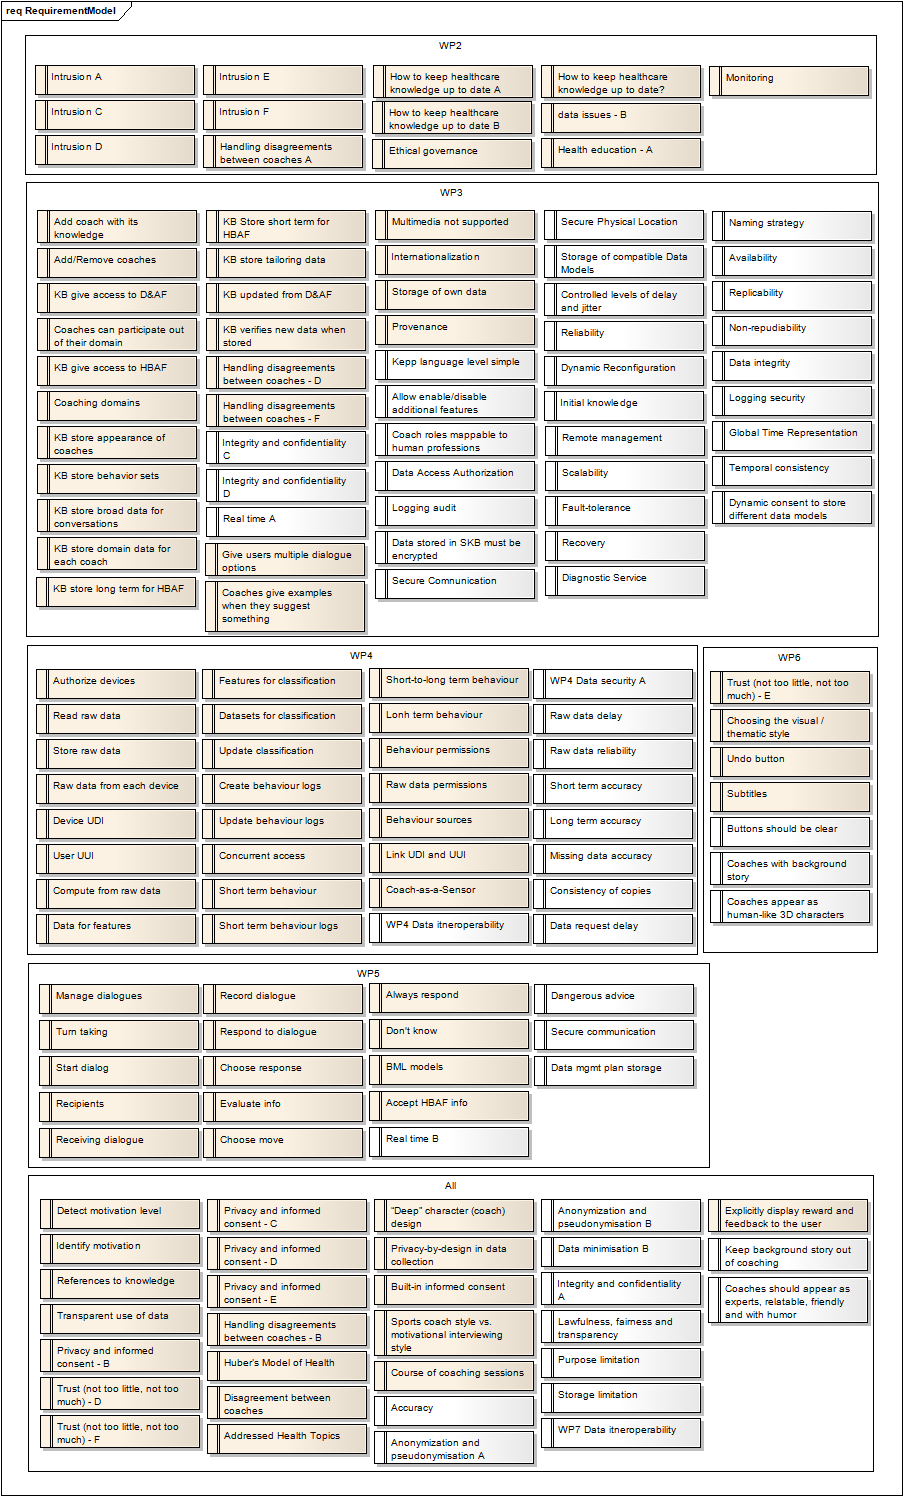 req RequirementModel
WP2
Intrusion A
Intrusion C
Intrusion D
Intrusion E
Intrusion F
Handling disagreements
between coaches A
How to keep healthcare
knowledge up to date A
How to keep healthcare
knowledge up to date B
Ethical governance
How to keep healthcare
knowledge up to date?
data issues - B
Health education - A
Monitoring
WP3
Add coach with its
knowledge
Add/Remove coaches
KB give access to D&AF
Coaches can participate out
of their domain
KB give access to HBAF
Coaching domains
KB store appearance of
coaches
KB store behavior sets
KB store broad data for
conversations
KB store domain data for
each coach
KB store long term for HBAF
KB Store short term for
HBAF
KB store tailoring data
KB updated from D&AF
KB verifies new data when
stored
Handling disagreements
between coaches - D
Handling disagreements
between coaches - F
Integrity and confidentiality
C
Integrity and confidentiality
D
Real time A
Give users multiple dialogue
options
Coaches give examples
when they suggest
something
Multimedia not supported
Internationalization
Storage of own data
Provenance
Kepp language level simple
Allow enable/disable
additional features
Coach roles mappable to
human professions
Data Access Authorization
Logging audit
Data stored in SKB must be
encrypted
Secure Communication
Secure Physical Location
Storage of compatible Data
Models
Controlled levels of delay
and jitter
Reliability
Dynamic Reconfiguration
Initial knowledge
Remote management
Scalability
Fault-tolerance
Recovery
Diagnostic Service
Naming strategy
Availability
Replicability
Non-repudiability
Data integrity
Logging security
Global Time Representation
Temporal consistency
Dynamic consent to store
different data models
WP4
Authorize devices
Read raw data
Store raw data
Raw data from each device
Device UDI
User UUI
Compute from raw data
Data for features
Features for classification
Datasets for classification
Update classification
Create behaviour logs
Update behaviour logs
Concurrent access
Short term behaviour
Short term behaviour logs
Short-to-long term behaviour
Lonh term behaviour
Behaviour permissions
Raw data permissions
Behaviour sources
Link UDI and UUI
Coach-as-a-Sensor
WP4 Data itneroperability
WP4 Data security A
Raw data delay
Raw data reliability
Short term accuracy
Long term accuracy
Missing data accuracy
Consistency of copies
Data request delay
WP6
Trust (not too little, not too
much) - E
Choosing the visual /
thematic style
Undo button
Subtitles
Buttons should be clear
Coaches with background
story
Coaches appear as
human-like 3D characters
WP5
Manage dialogues
Turn taking
Start dialog
Recipients
Receiving dialogue
Record dialogue
Respond to dialogue
Choose response
Evaluate info
Choose move
Always respond
Don't know
BML models
Accept HBAF info
Real time B
Dangerous advice
Secure communication
Data mgmt plan storage
All
Detect motivation level
Identify motivation
References to knowledge
Transparent use of data
Privacy and informed
consent - B
Trust (not too little, not too
much) - D
Trust (not too little, not too
much) - F
Privacy and informed
consent - C
Privacy and informed
consent - D
Privacy and informed
consent - E
Handling disagreements
between coaches - B
Huber's Model of Health
Disagreement between
coaches
Addressed Health Topics
"Deep" character (coach)
design
Privacy-by-design in data
collection
Built-in informed consent
Sports coach style vs.
motivational interviewing
style
Course of coaching sessions
Accuracy
Anonymization and
pseudonymisation A
Anonymization and
pseudonymisation B
Data minimisation B
Integrity and confidentiality
A
Lawfulness, fairness and
transparency
Purpose limitation
Storage limitation
WP7 Data itneroperability
Explicitly display reward and
feedback to the user
Keep background story out
of coaching
Coaches should appear as
experts, relatable, friendly
and with humor